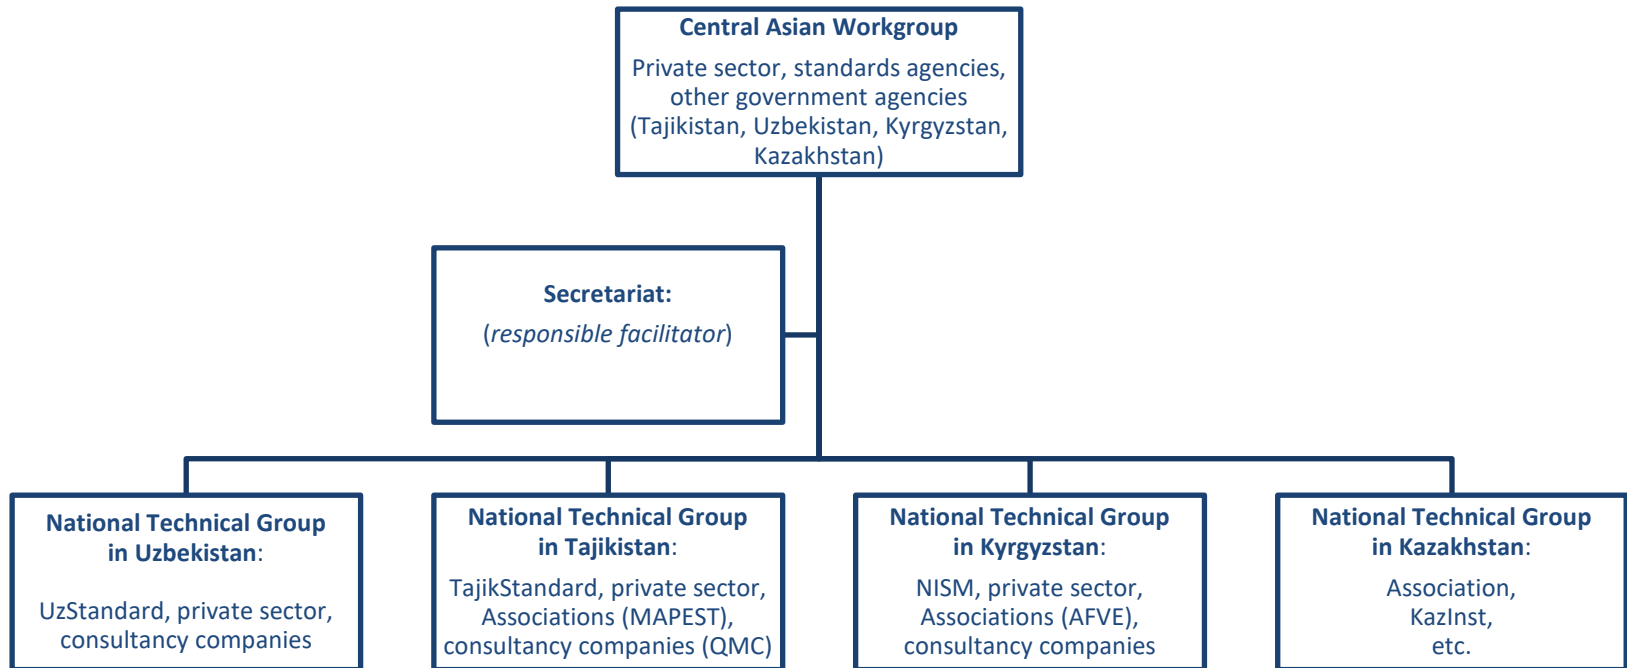 Central Asian Workgroup
Private sector, standards agencies,
other government agencies
(Tajikistan, Uzbekistan, Kyrgyzstan,
Kazakhstan)
Secretariat:
(responsible facilitator)
National Technical Group
in Uzbekistan:
UzStandard, private sector,
consultancy companies
National Technical Group
in Tajikistan:
TajikStandard, private sector,
Associations (MAPEST),
consultancy companies (QMC)
National Technical Group
in Kyrgyzstan:
NISM, private sector,
Associations (AFVE),
consultancy companies
National Technical Group
in Kazakhstan:
Association,
KazInst,
etc.